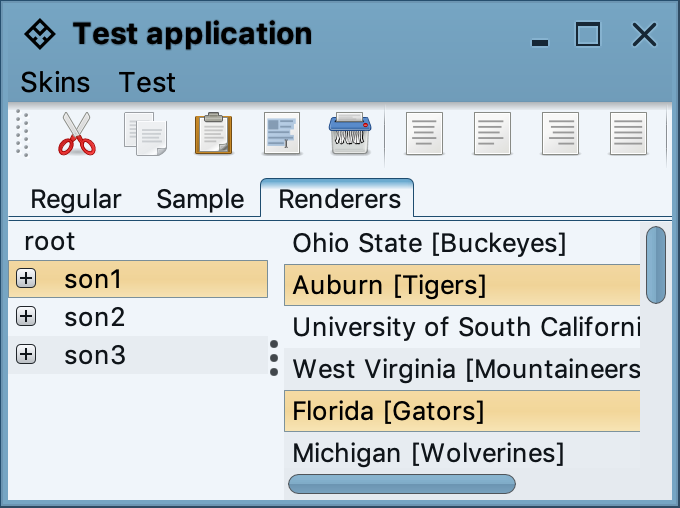 Test application
Skins Test
Regular Sample Renderers
root
son1
son2
son3
Ohio State [Buckeyes]
Auburn [Tigers]
University of South Californi
West Virginia [Mountaineers
Florida [Gators]
Michigan [Wolverines]